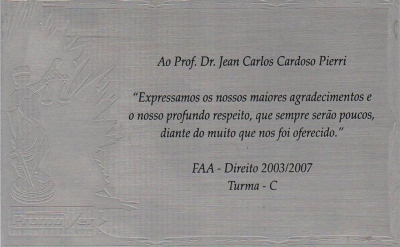 Ao Prof. Dr. Jean Carlos Cardoso Pierri
“Expressamos os nossos maiores agradecimentos e
o nosso profundo respeito, que sempre serão poucos,
diante do muito que nos foi oferecido.”
FAA - Direito 2003/2007
Turma - C